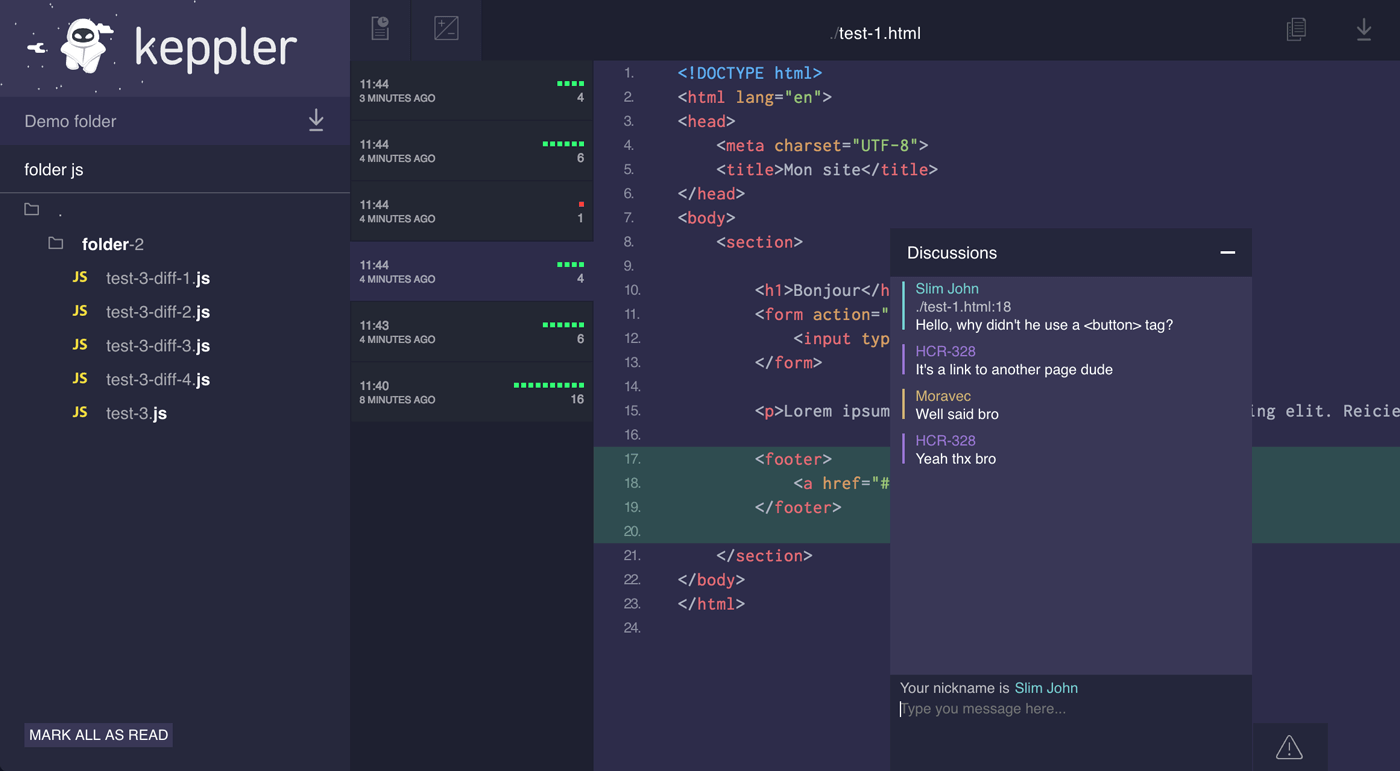 keppler
Demo folder
folder js
.
folder-2
JS test-3-diff-1.js
JS test-3-diff-2.js
JS test-3-diff-3.js
JS test-3-diff-4.js
JS test-3.js
MARK ALL AS READ
11:44
3 MINUTES AGO 4
11:44
4 MINUTES AGO 6
11:44
4 MINUTES AGO 1
11:44
4 MINUTES AGO 4
11:43
4 MINUTES AGO 6
11:40
8 MINUTES AGO 16
./test-1.html
1. <!DOCTYPE html>
2. <html lang="en">
3. <head>
4. <meta charset="UTF-8">
5. <title>Mon site</title>
6. </head>
7. <body>
8. <section>
9.
10. <h1>Bonjour</h
11. <form action="
12. <input typ
13. </form>
14.
15. <p>Lorem ipsum ing elit. Reicie
16.
17. <footer>
18. <a href="#
19. </footer>
20.
21. </section>
22. </body>
23. </html>
24.
Discussions
Slim John
./test-1.html:18
Hello, why didn't he use a <button> tag?
HCR-328
It's a link to another page dude
Moravec
Well said bro
HCR-328
Yeah thx bro
Your nickname is Slim John
Type you message here...